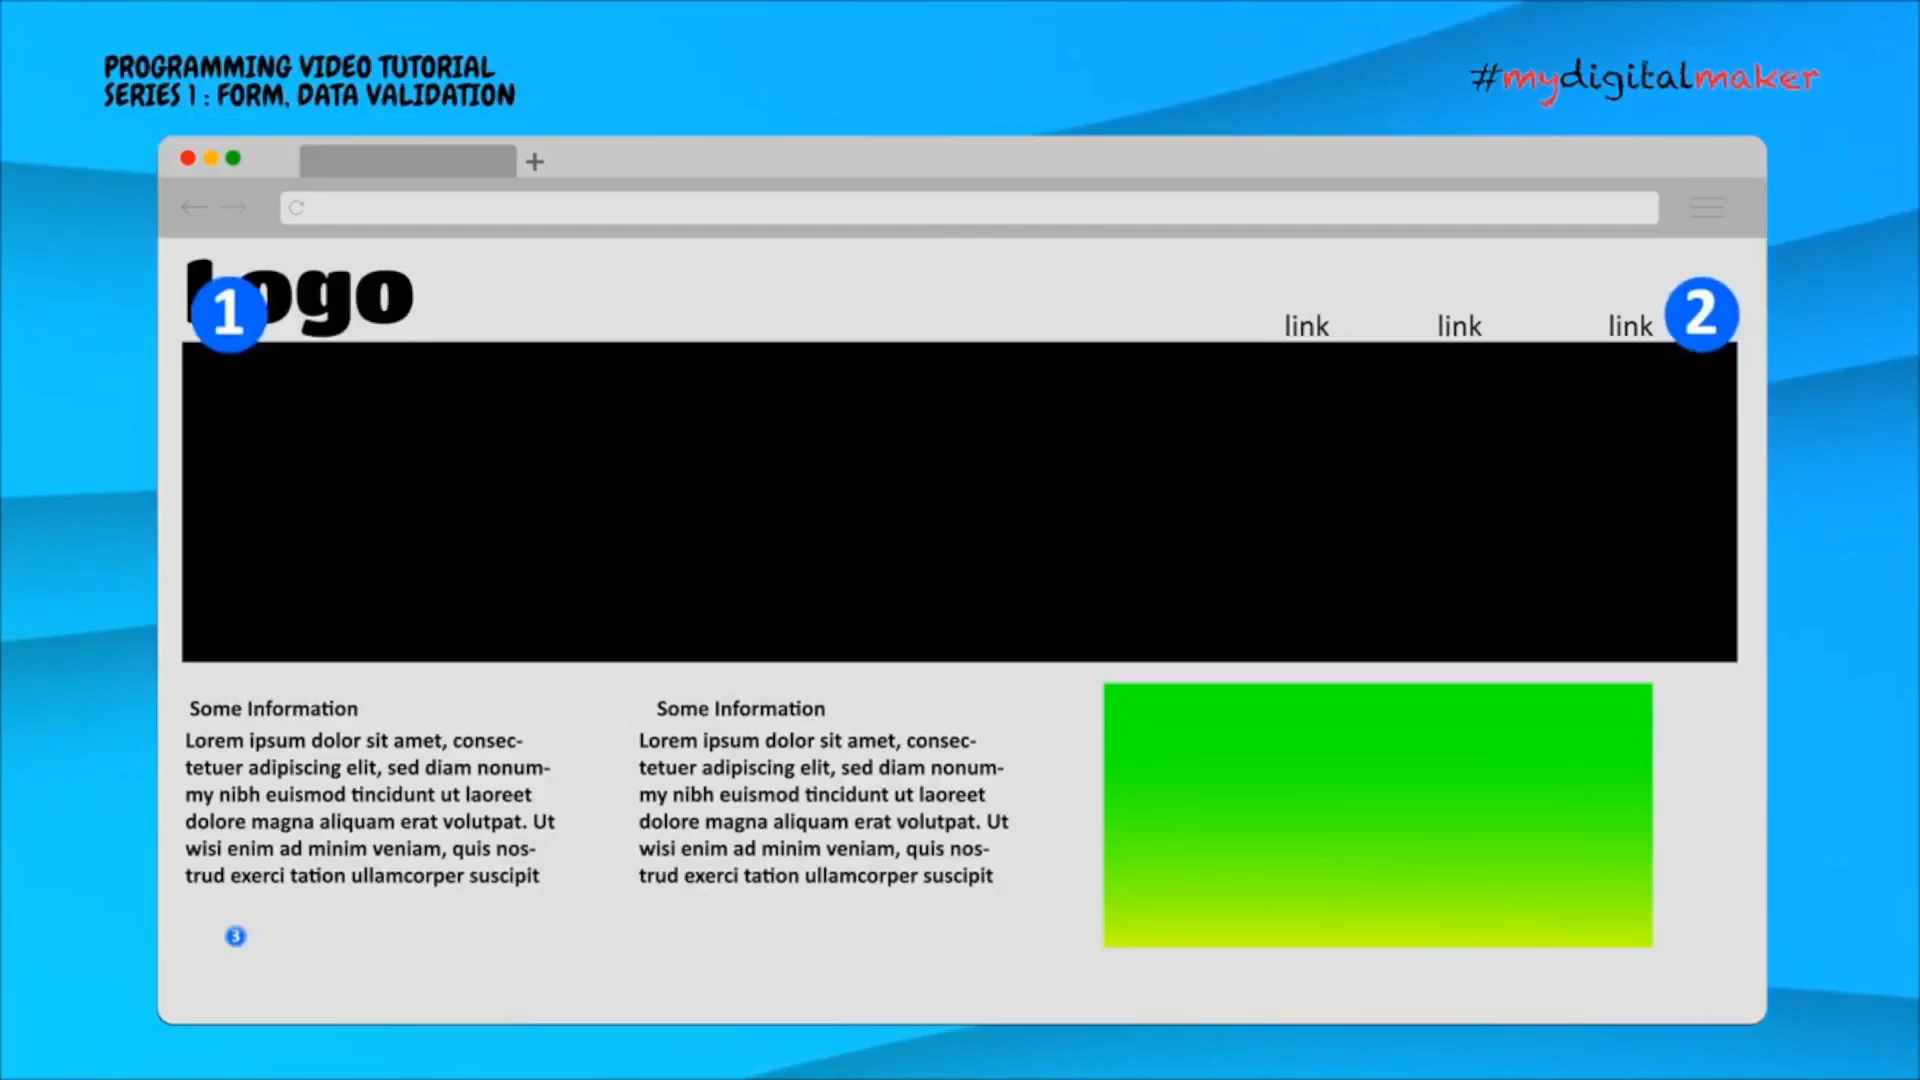 PROGRAMMING VIDEO TUTORIAL
SERIES 1 : FORM, DATA VALIDATION
#mydigitalmaker
+
Logo
1
link link link
2
Some Information
Lorem ipsum dolor sit amet, consec-
tetuer adipiscing elit, sed diam nonum-
my nibh euismod tincidunt ut laoreet
dolore magna aliquam erat volutpat. Ut
wisi enim ad minim veniam, quis nos-
trud exerci tation ullamcorper suscipit
Some Information
Lorem ipsum dolor sit amet, consec-
tetuer adipiscing elit, sed diam nonum-
my nibh euismod tincidunt ut laoreet
dolore magna aliquam erat volutpat. Ut
wisi enim ad minim veniam, quis nos-
trud exerci tation ullamcorper suscipit
3